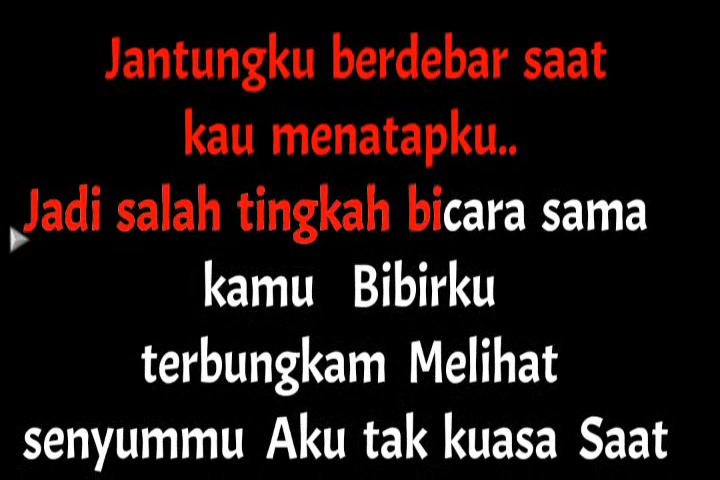 Jantungku berdebar saat
kau menatapku..
Jadi salah tingkah bicara sama
kamu Bibirku
terbungkam Melihat
senyummu Aku tak kuasa Saat